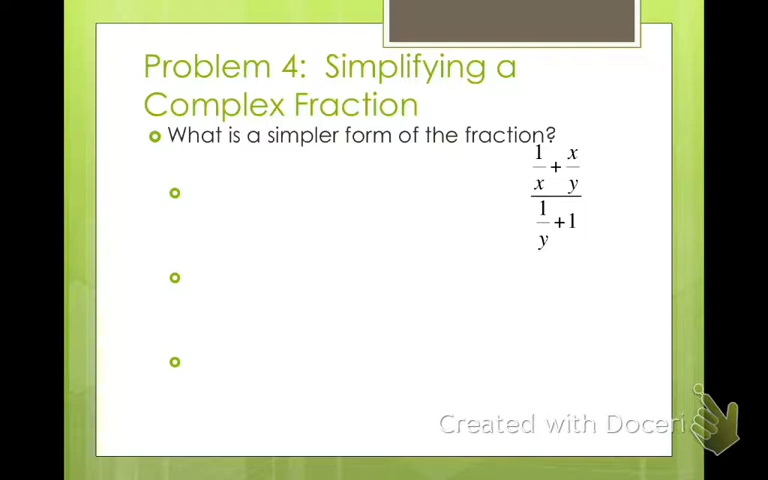 Problem 4: Simplifying a
Complex Fraction
What is a simpler form of the fraction?
1/x + x/y
1/y + 1
Created with Doceri